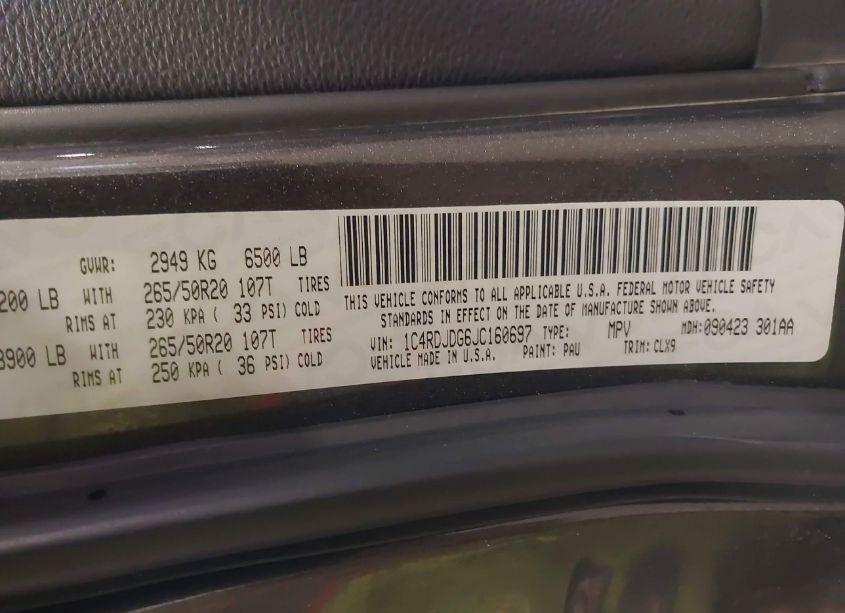 GVWR: 2949 KG 6500 LB
200 LB WITH 265/50R20 107T TIRES
RIMS AT 230 KPA ( 33 PSI) COLD
3900 LB WITH 265/50R20 107T TIRES
RIMS AT 250 KPA ( 36 PSI) COLD
THIS VEHICLE CONFORMS TO ALL APPLICABLE U.S.A. FEDERAL MOTOR VEHICLE SAFETY
STANDARDS IN EFFECT ON THE DATE OF MANUFACTURE SHOWN ABOVE.
VIN: 1C4RDJDG6JC160697 TYPE: MPV MDH:090423 301AA
VEHICLE MADE IN U.S.A. PAINT: PAU TRIM: CLX9